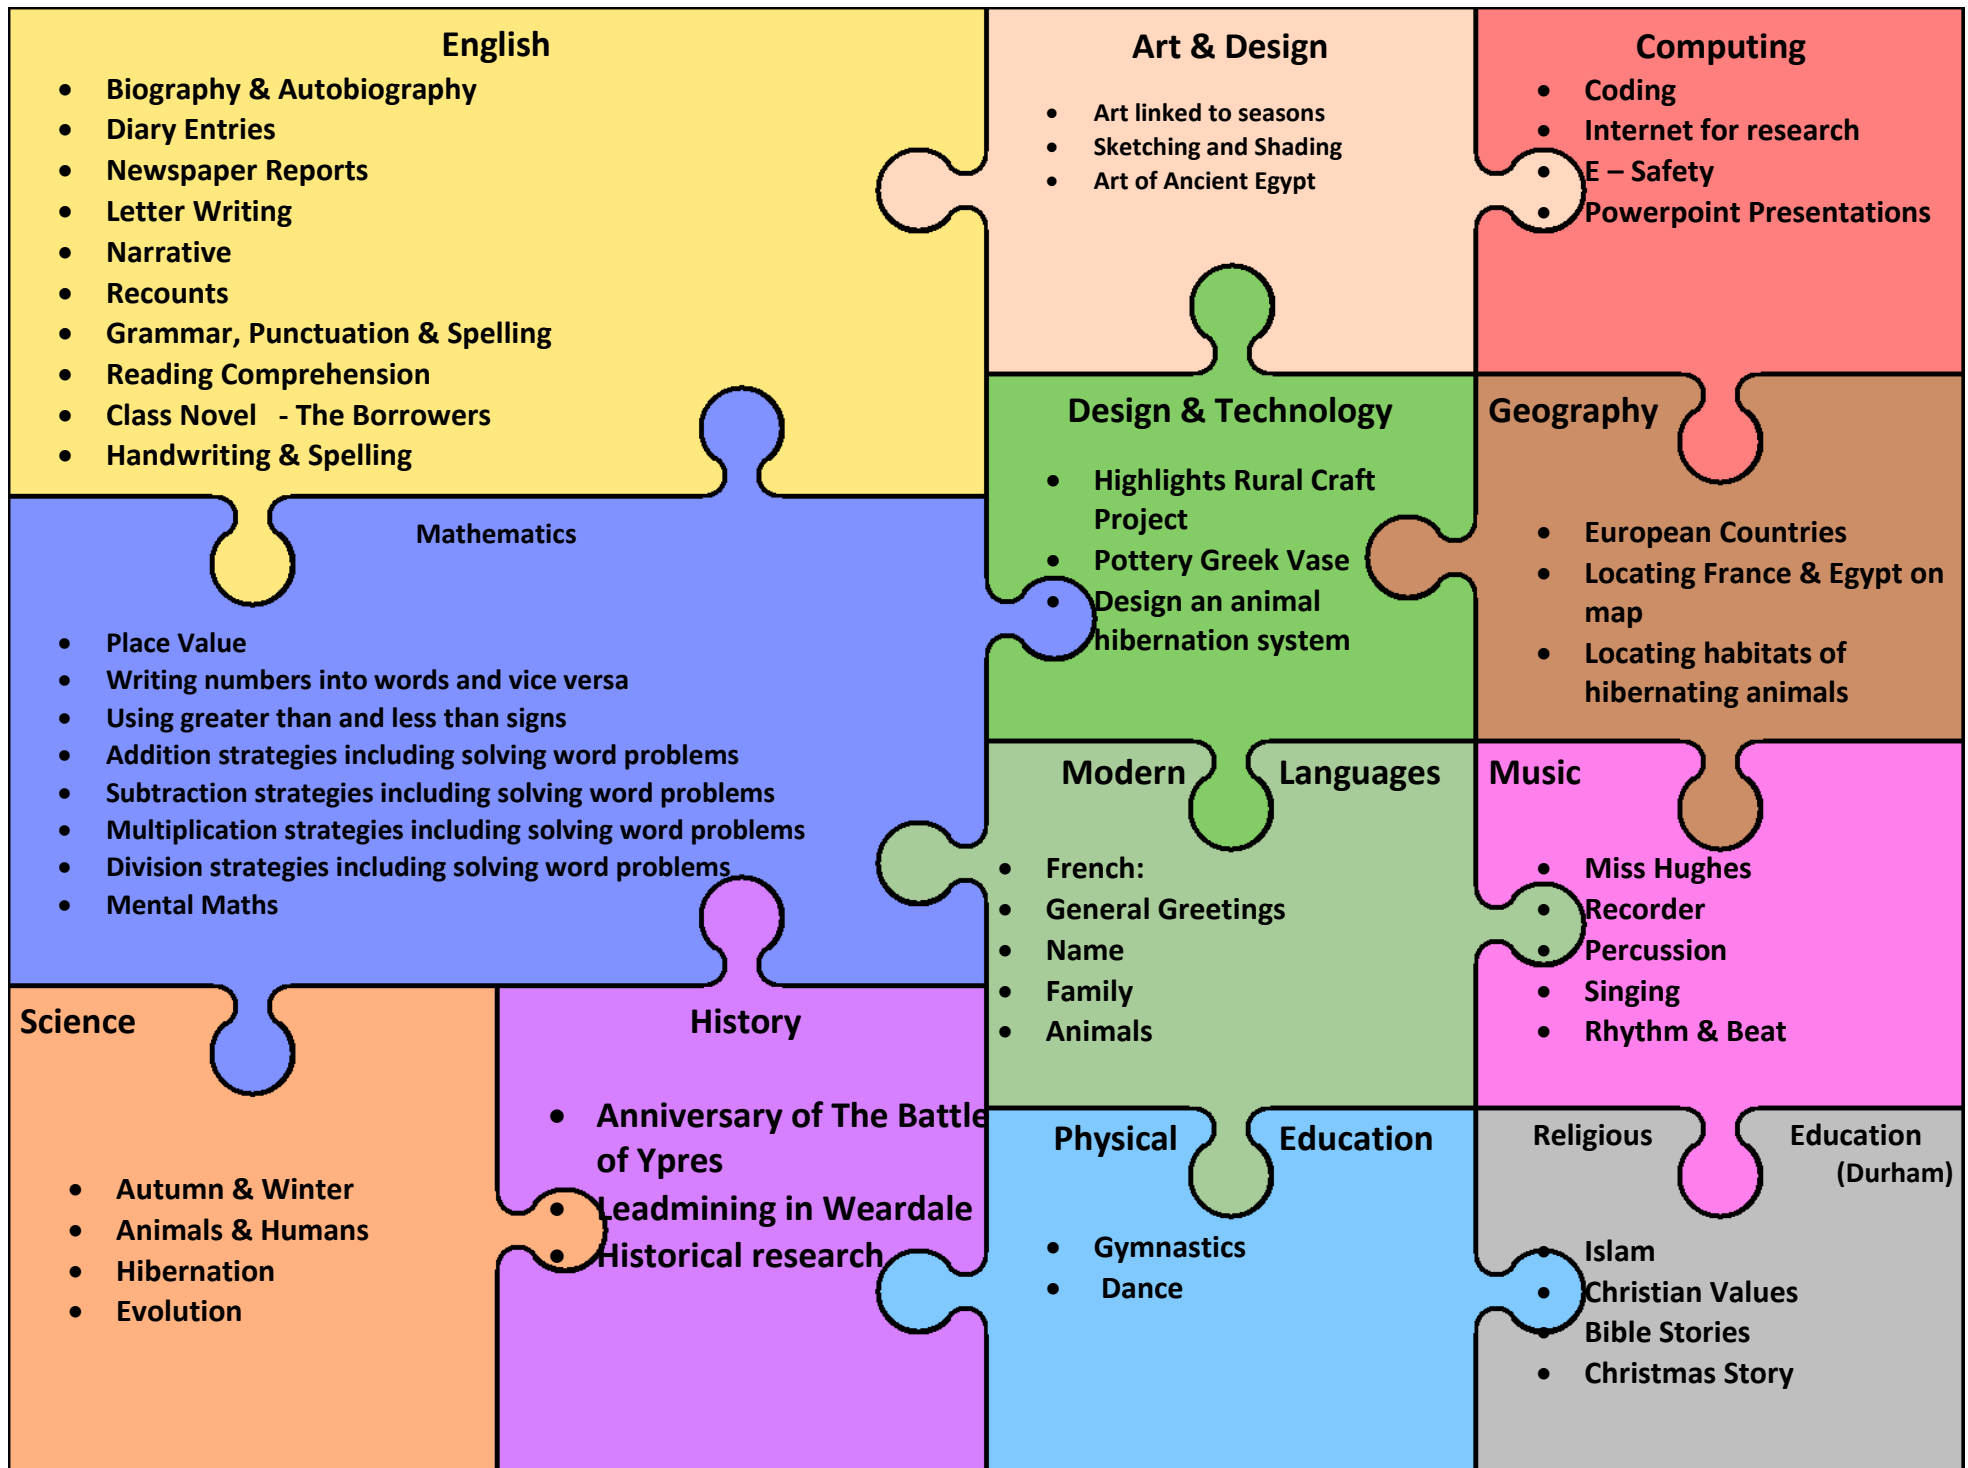 English
• Biography & Autobiography
• Diary Entries
• Newspaper Reports
• Letter Writing
• Narrative
• Recounts
• Grammar, Punctuation & Spelling
• Reading Comprehension
• Class Novel   - The Borrowers
• Handwriting & Spelling
Art & Design
• Art linked to seasons
• Sketching and Shading
• Art of Ancient Egypt
Computing
• Coding
• Internet for research
• E – Safety
• Powerpoint Presentations
Mathematics
• Place Value
• Writing numbers into words and vice versa
• Using greater than and less than signs
• Addition strategies including solving word problems
• Subtraction strategies including solving word problems
• Multiplication strategies including solving word problems
• Division strategies including solving word problems
• Mental Maths
Design & Technology
• Highlights Rural Craft
Project
• Pottery Greek Vase
• Design an animal
hibernation system
Geography
• European Countries
• Locating France & Egypt on
map
• Locating habitats of
hibernating animals
Modern Languages
• French:
• General Greetings
• Name
• Family
• Animals
Music
• Miss Hughes
• Recorder
• Percussion
• Singing
• Rhythm & Beat
Science
• Autumn & Winter
• Animals & Humans
• Hibernation
• Evolution
History
• Anniversary of The Battle
of Ypres
• Leadmining in Weardale
• Historical research
Physical Education
• Gymnastics
• Dance
Religious Education
(Durham)
• Islam
• Christian Values
• Bible Stories
• Christmas Story